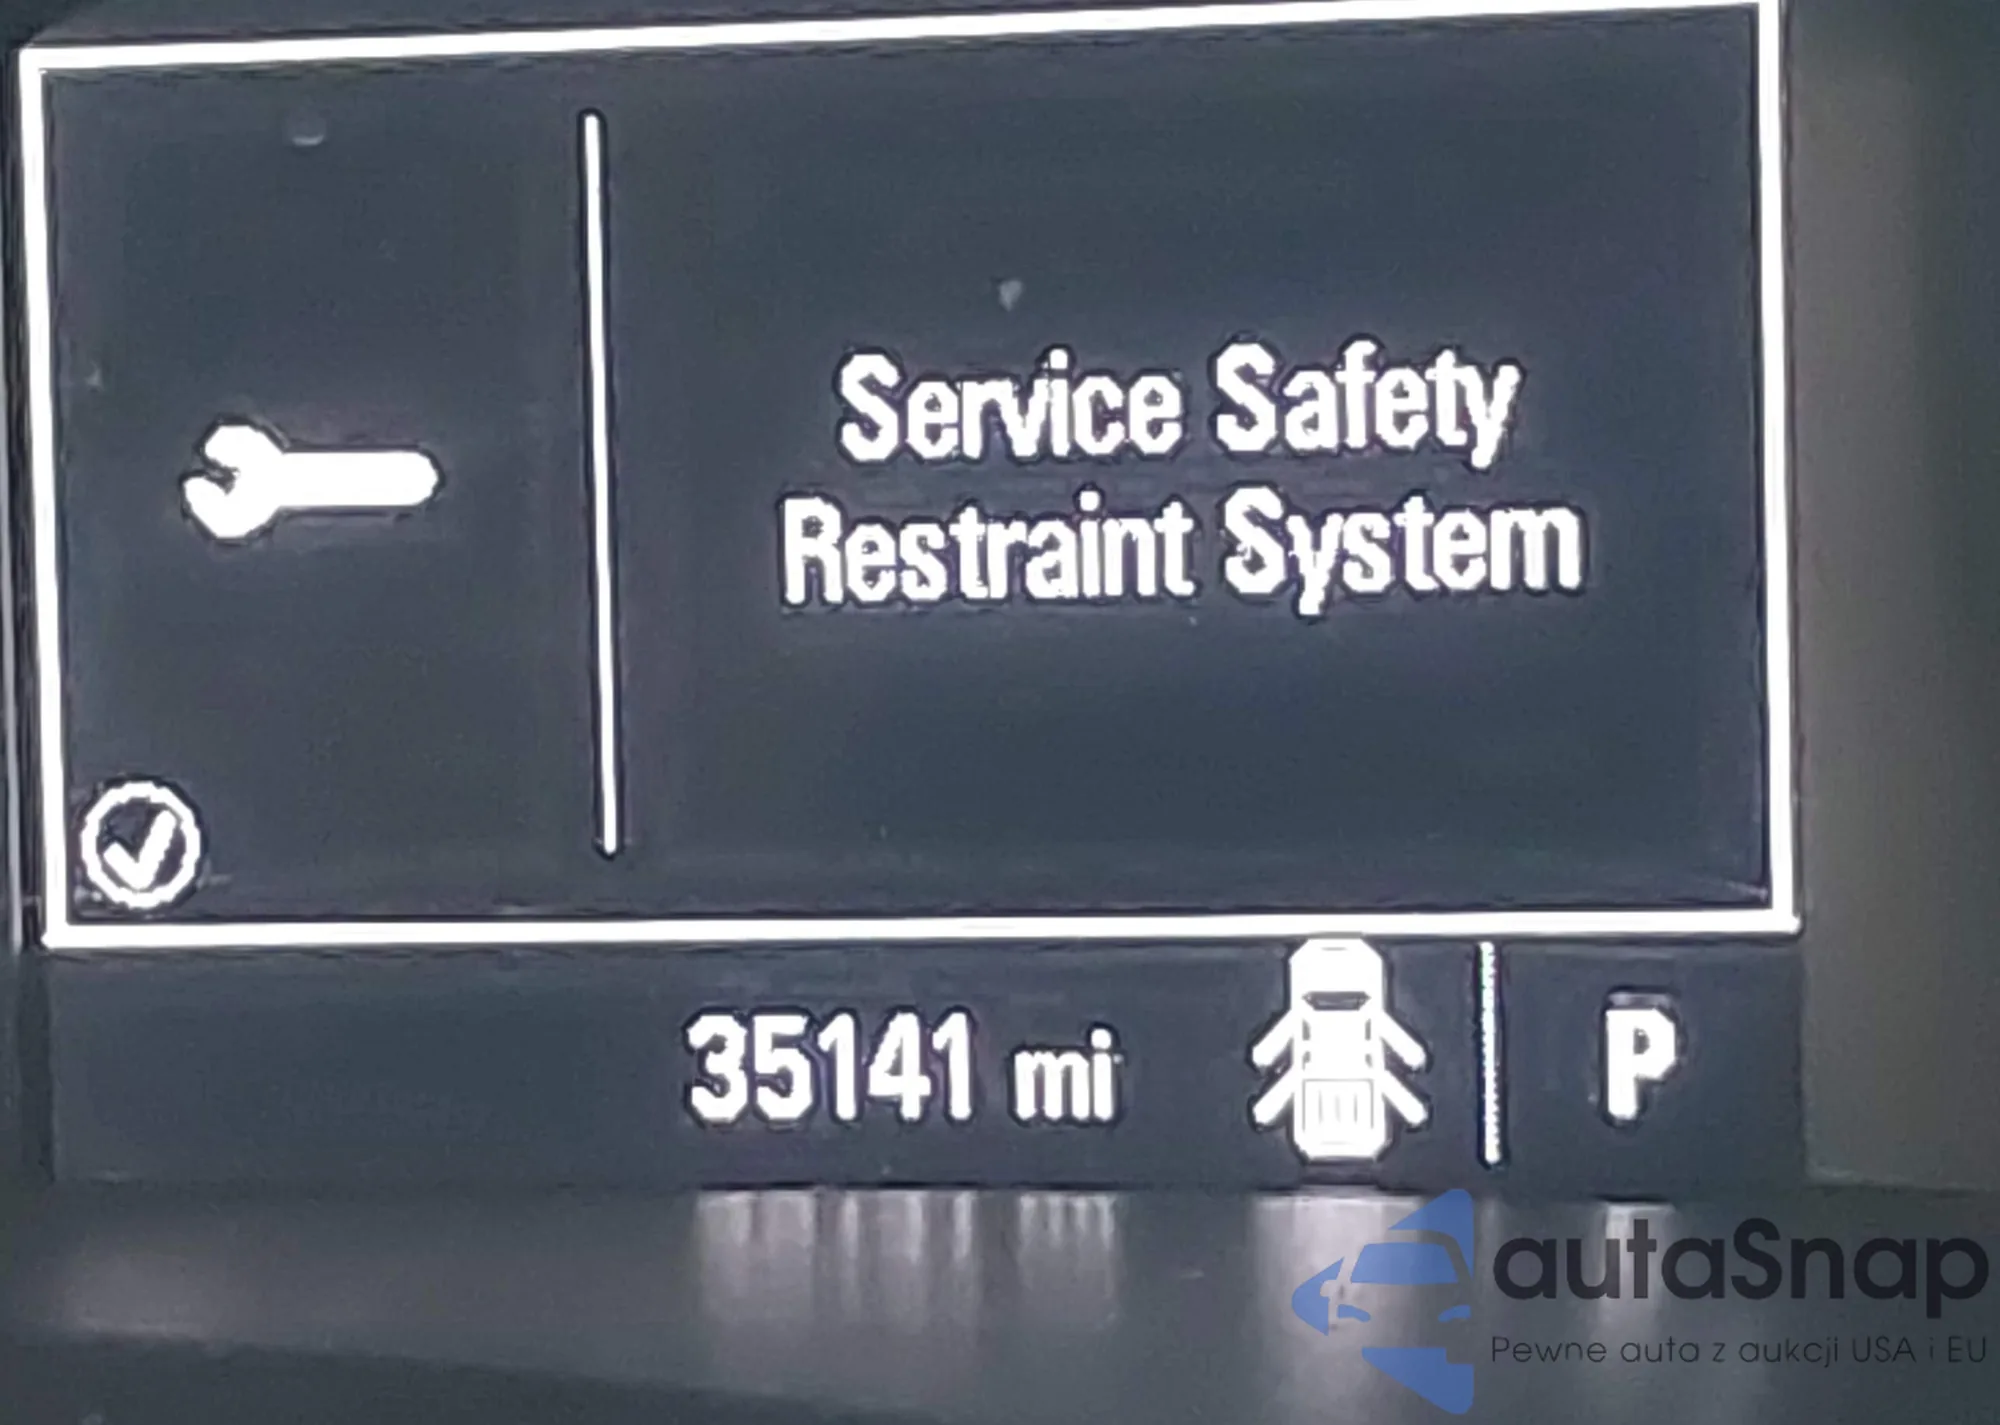 Service Safety
Restraint System
35141 mi
P
autaSnap
Pewne auta z aukcji USA i EU